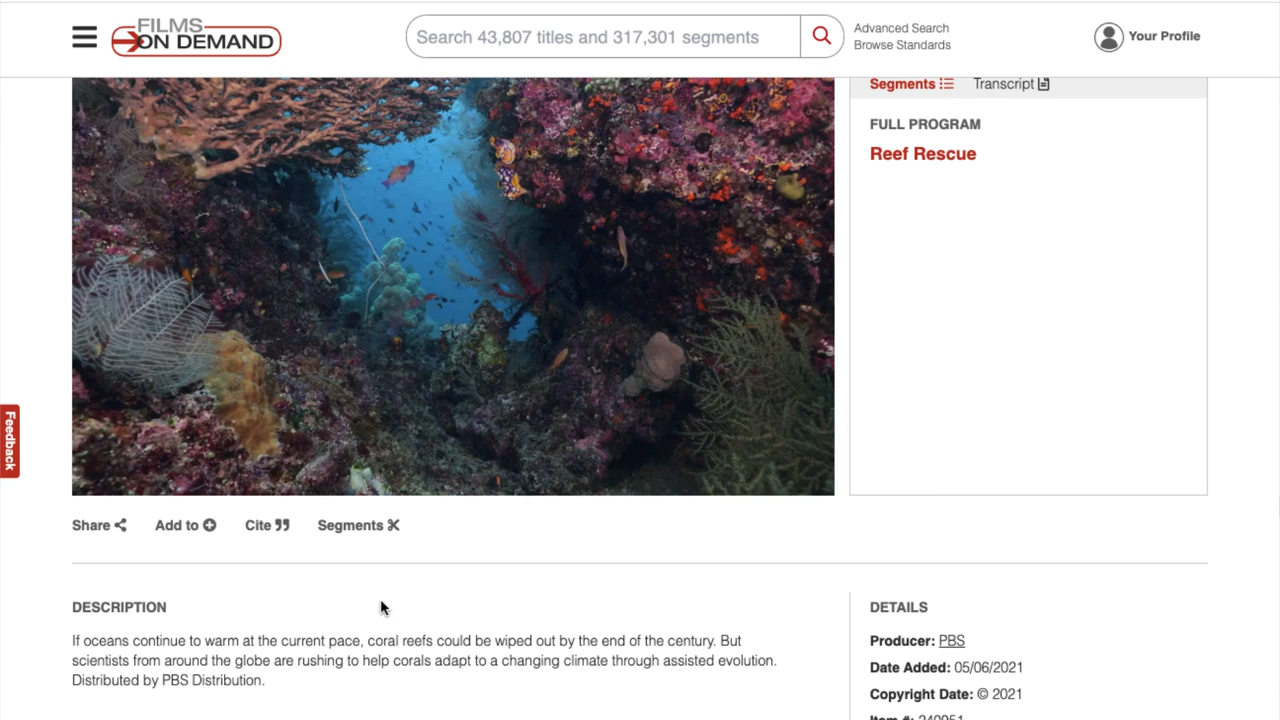 FILMS
ON DEMAND
Search 43,807 titles and 317,301 segments
Advanced Search
Browse Standards
Your Profile
Segments
Transcript
FULL PROGRAM
Reef Rescue
Feedback
Share
Add to
Cite
Segments
DESCRIPTION
If oceans continue to warm at the current pace, coral reefs could be wiped out by the end of the century. But
scientists from around the globe are rushing to help corals adapt to a changing climate through assisted evolution.
Distributed by PBS Distribution.
DETAILS
Producer: PBS
Date Added: 05/06/2021
Copyright Date: © 2021
Item #: 240951